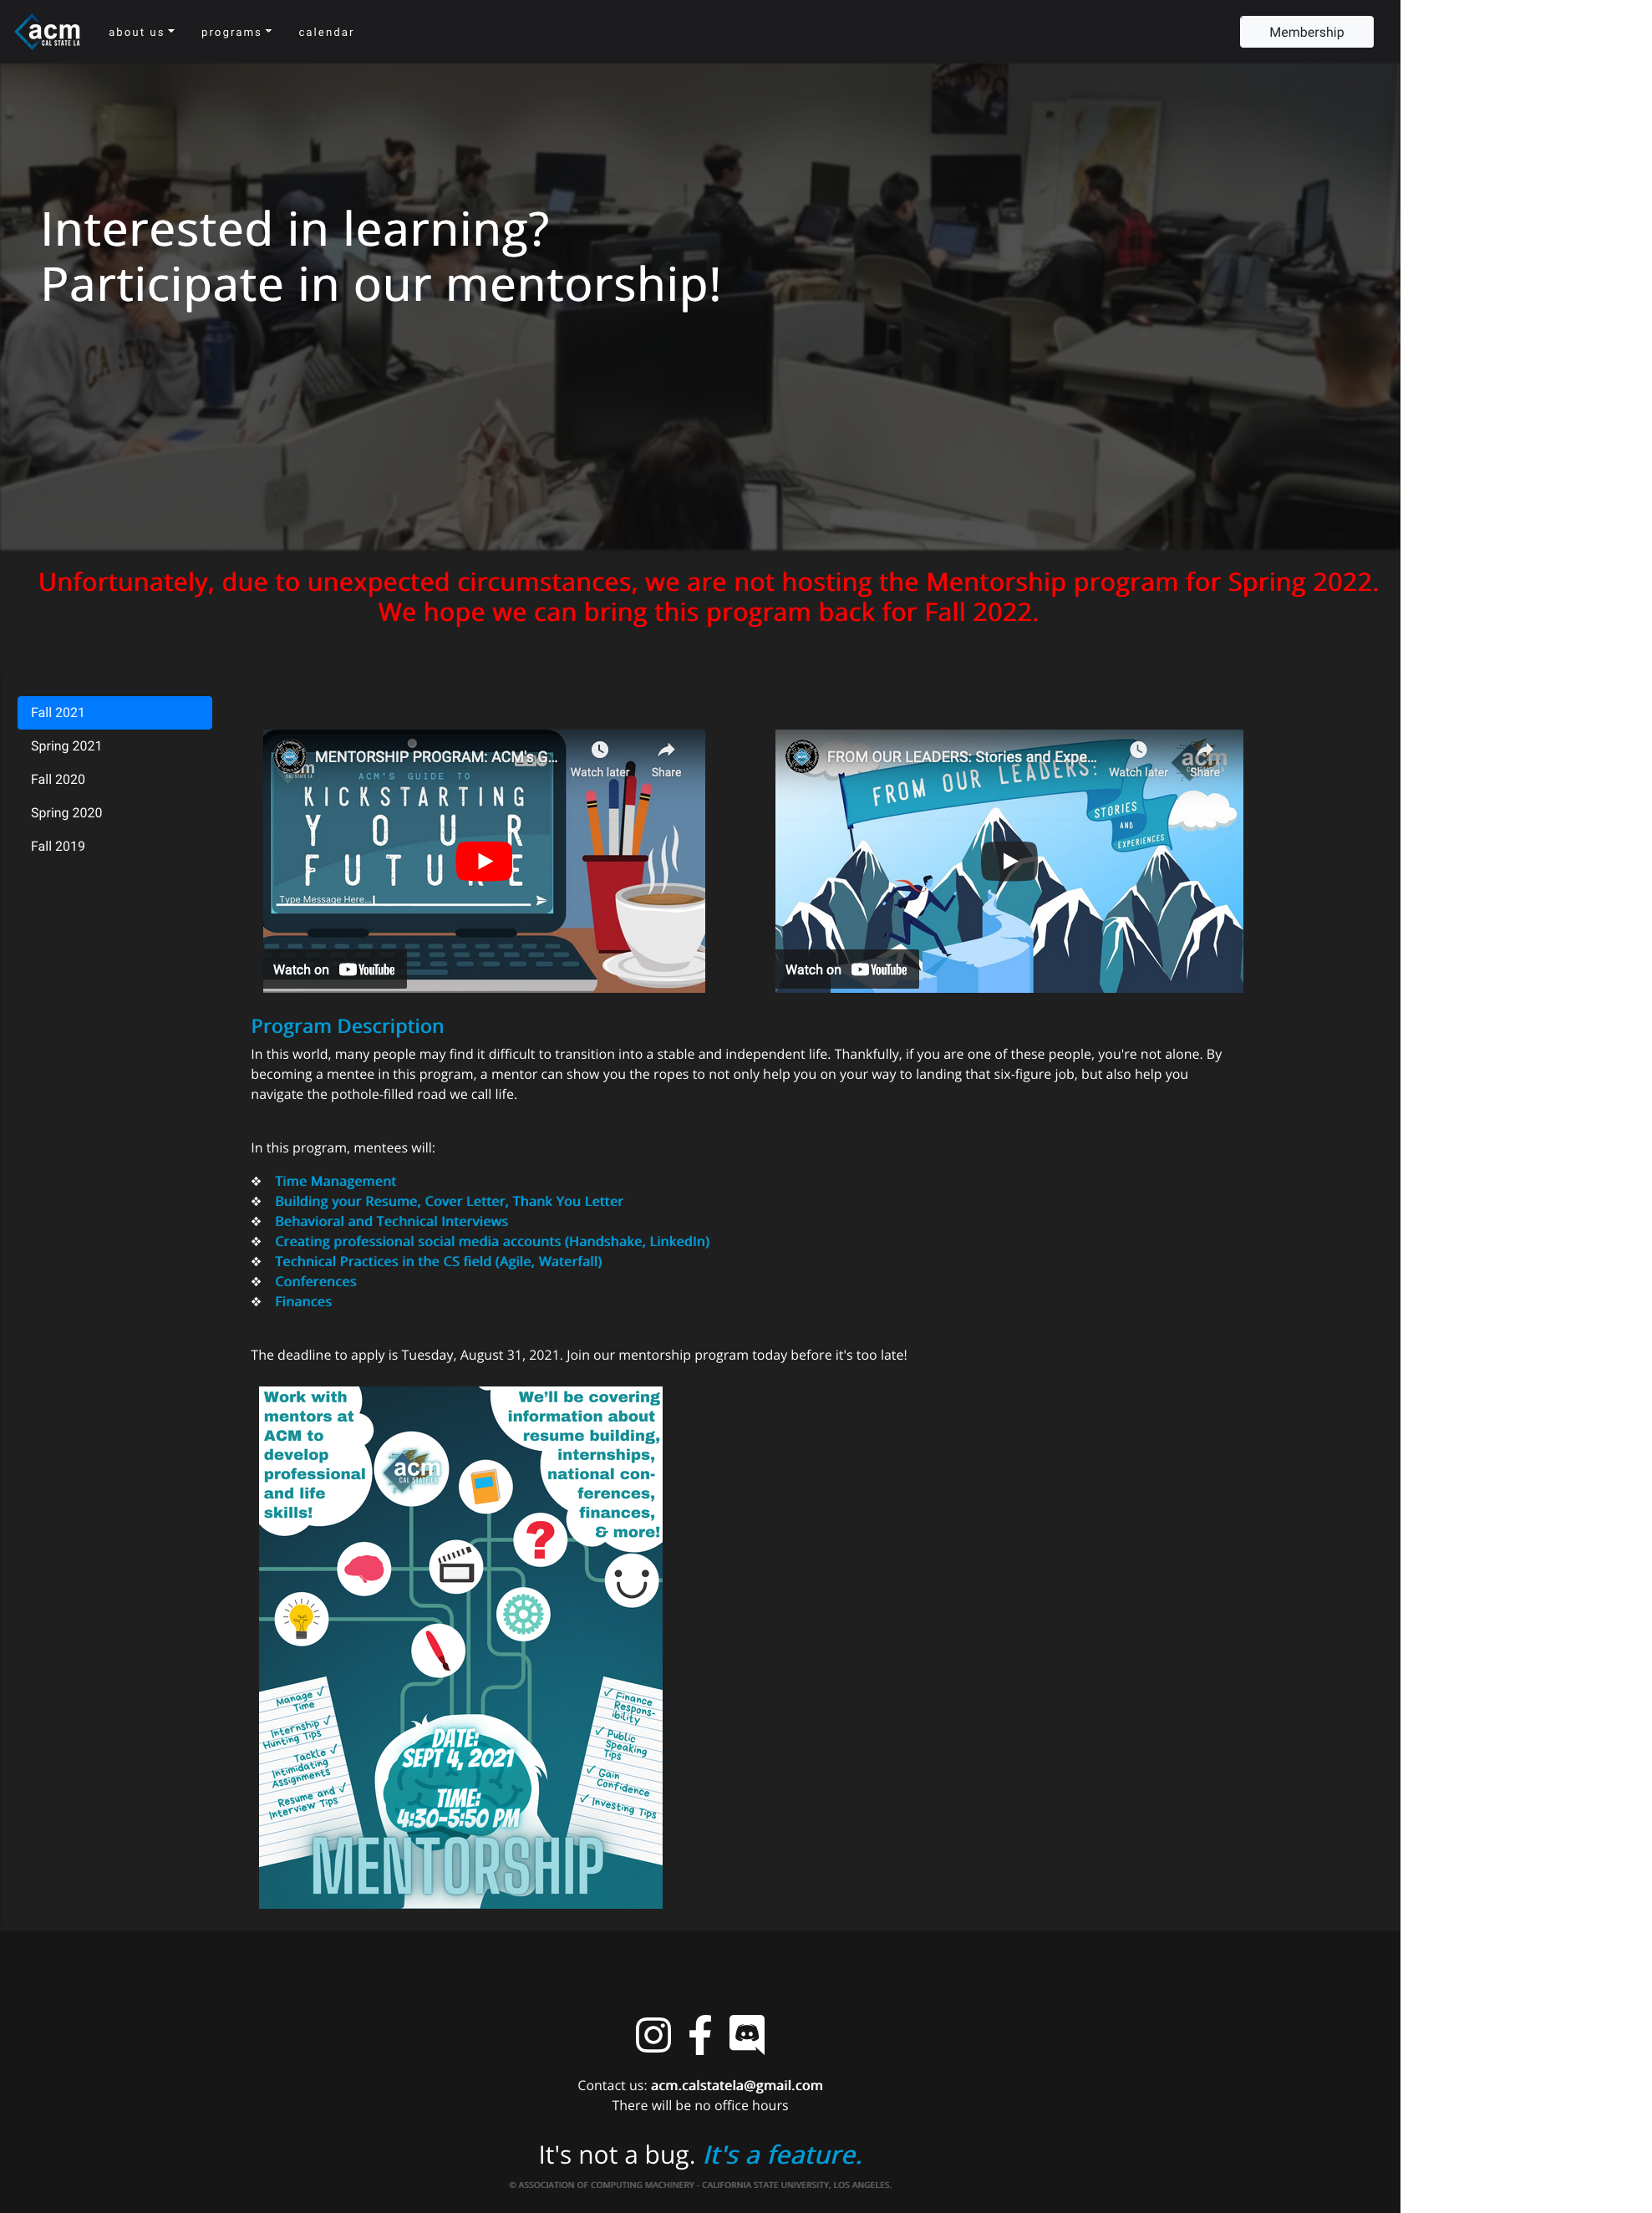 acm
CAL STATE LA
about us
programs
calendar
Membership
Interested in learning?
Participate in our mentorship!
Unfortunately, due to unexpected circumstances, we are not hosting the Mentorship program for Spring 2022.
We hope we can bring this program back for Fall 2022.
Fall 2021
Spring 2021
Fall 2020
Spring 2020
Fall 2019
MENTORSHIP PROGRAM: ACM's G...
Watch later
Share
ACM'S GUIDE TO
KICKSTARTING
YOUR
FUTURE
Type Message Here...
Watch on YouTube
FROM OUR LEADERS: Stories and Expe...
Watch later
Share
acm
FROM OUR LEADERS:
STORIES
AND
EXPERIENCES
Watch on YouTube
Program Description
In this world, many people may find it difficult to transition into a stable and independent life. Thankfully, if you are one of these people, you're not alone. By
becoming a mentee in this program, a mentor can show you the ropes to not only help you on your way to landing that six-figure job, but also help you
navigate the pothole-filled road we call life.
In this program, mentees will:
❖ Time Management
❖ Building your Resume, Cover Letter, Thank You Letter
❖ Behavioral and Technical Interviews
❖ Creating professional social media accounts (Handshake, LinkedIn)
❖ Technical Practices in the CS field (Agile, Waterfall)
❖ Conferences
❖ Finances
The deadline to apply is Tuesday, August 31, 2021. Join our mentorship program today before it's too late!
Work with
mentors at
ACM to
develop
professional
and life
skills!
We'll be covering
information about
resume building,
internships,
national con-
ferences,
finances,
& more!
acm
CAL STATE LA
Manage ✓
Time
Internship ✓
Hunting Tips
Tackle ✓
Intimidating
Assignments
Resume and ✓
Interview Tips
✓ Finance
Respons-
ibility
✓ Public
Speaking
Tips
✓ Gain
Confidence
✓ Investing Tips
DATE:
SEPT 4, 2021
TIME:
4:30-5:50 PM
MENTORSHIP
Contact us: acm.calstatela@gmail.com
There will be no office hours
It's not a bug. It's a feature.
© ASSOCIATION OF COMPUTING MACHINERY - CALIFORNIA STATE UNIVERSITY, LOS ANGELES.